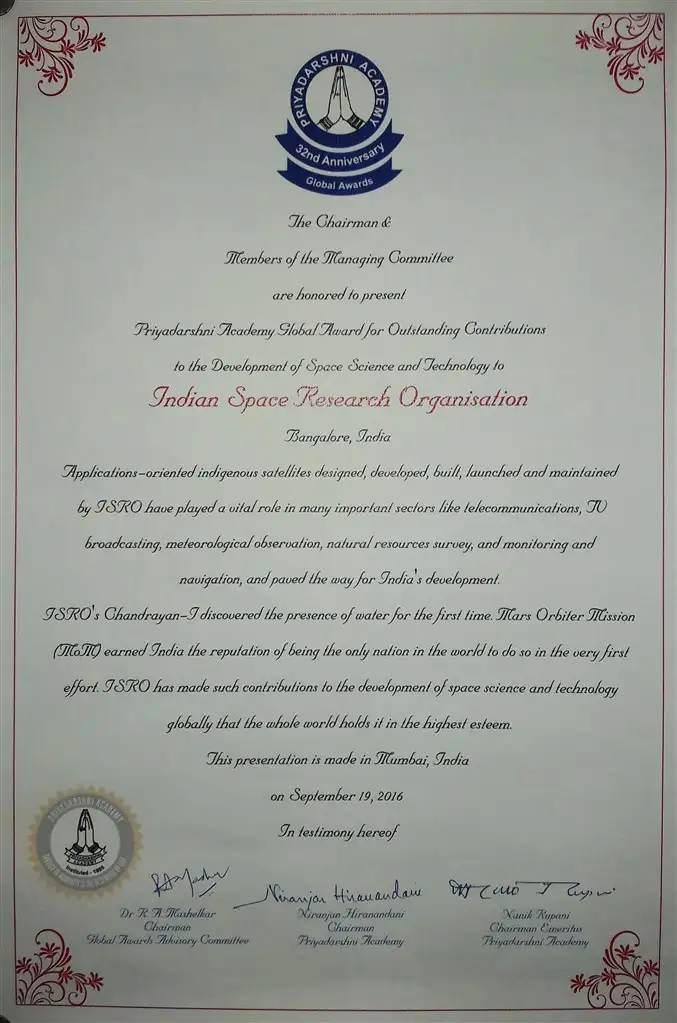 PRIYADARSHNI ACADEMY
32nd Anniversary
Global Awards
The Chairman &
Members of the Managing Committee
are honored to present
Priyadarshni Academy Global Award for Outstanding Contributions
to the Development of Space Science and Technology to
Indian Space Research Organisation
Bangalore, India
Applications-oriented indigenous satellites designed, developed, built, launched and maintained
by ISRO have played a vital role in many important sectors like telecommunications, TV
broadcasting, meteorological observation, natural resources survey, and monitoring and
navigation, and paved the way for India's development.
ISRO's Chandrayan-I discovered the presence of water for the first time. Mars Orbiter Mission
(MoM) earned India the reputation of being the only nation in the world to do so in the very first
effort. ISRO has made such contributions to the development of space science and technology
globally that the whole world holds it in the highest esteem.
This presentation is made in Mumbai, India
on September 19, 2016
In testimony hereof
PRIYADARSHNI ACADEMY
ACADEMY
Instituted - 1985
Niranjan Hiranandani
Dr R A Mashelkar
Chairman
Global Awards Advisory Committee
Niranjan Hiranandani
Chairman
Priyadarshni Academy
Nanik Rupani
Chairman Emeritus
Priyadarshni Academy